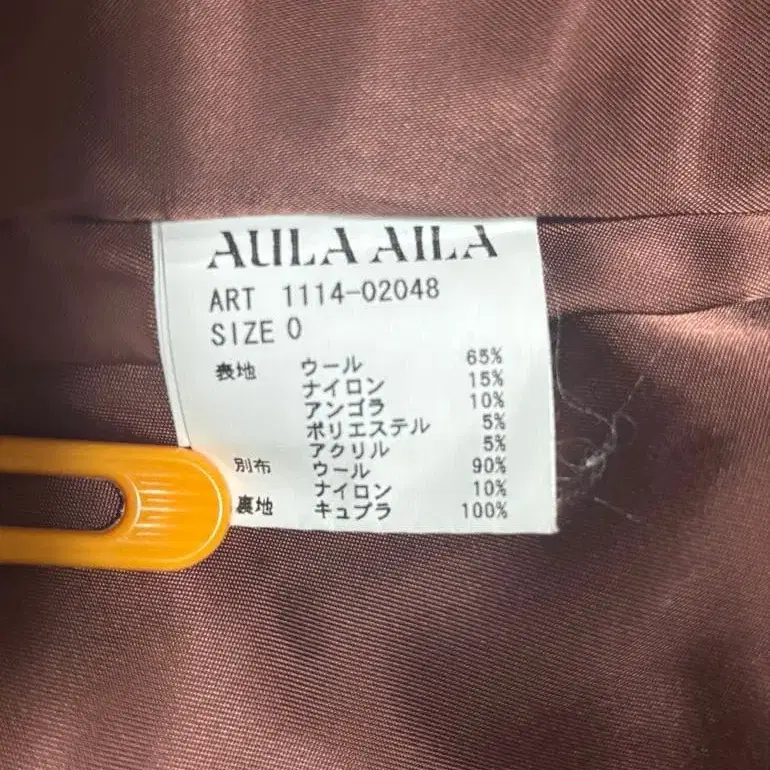 AULA AILA
ART 1114-02048
SIZE 0
表地 ウール 65%
ナイロン 15%
アンゴラ 10%
ポリエステル 5%
アクリル 5%
別布 ウール 90%
ナイロン 10%
裏地 キュプラ 100%